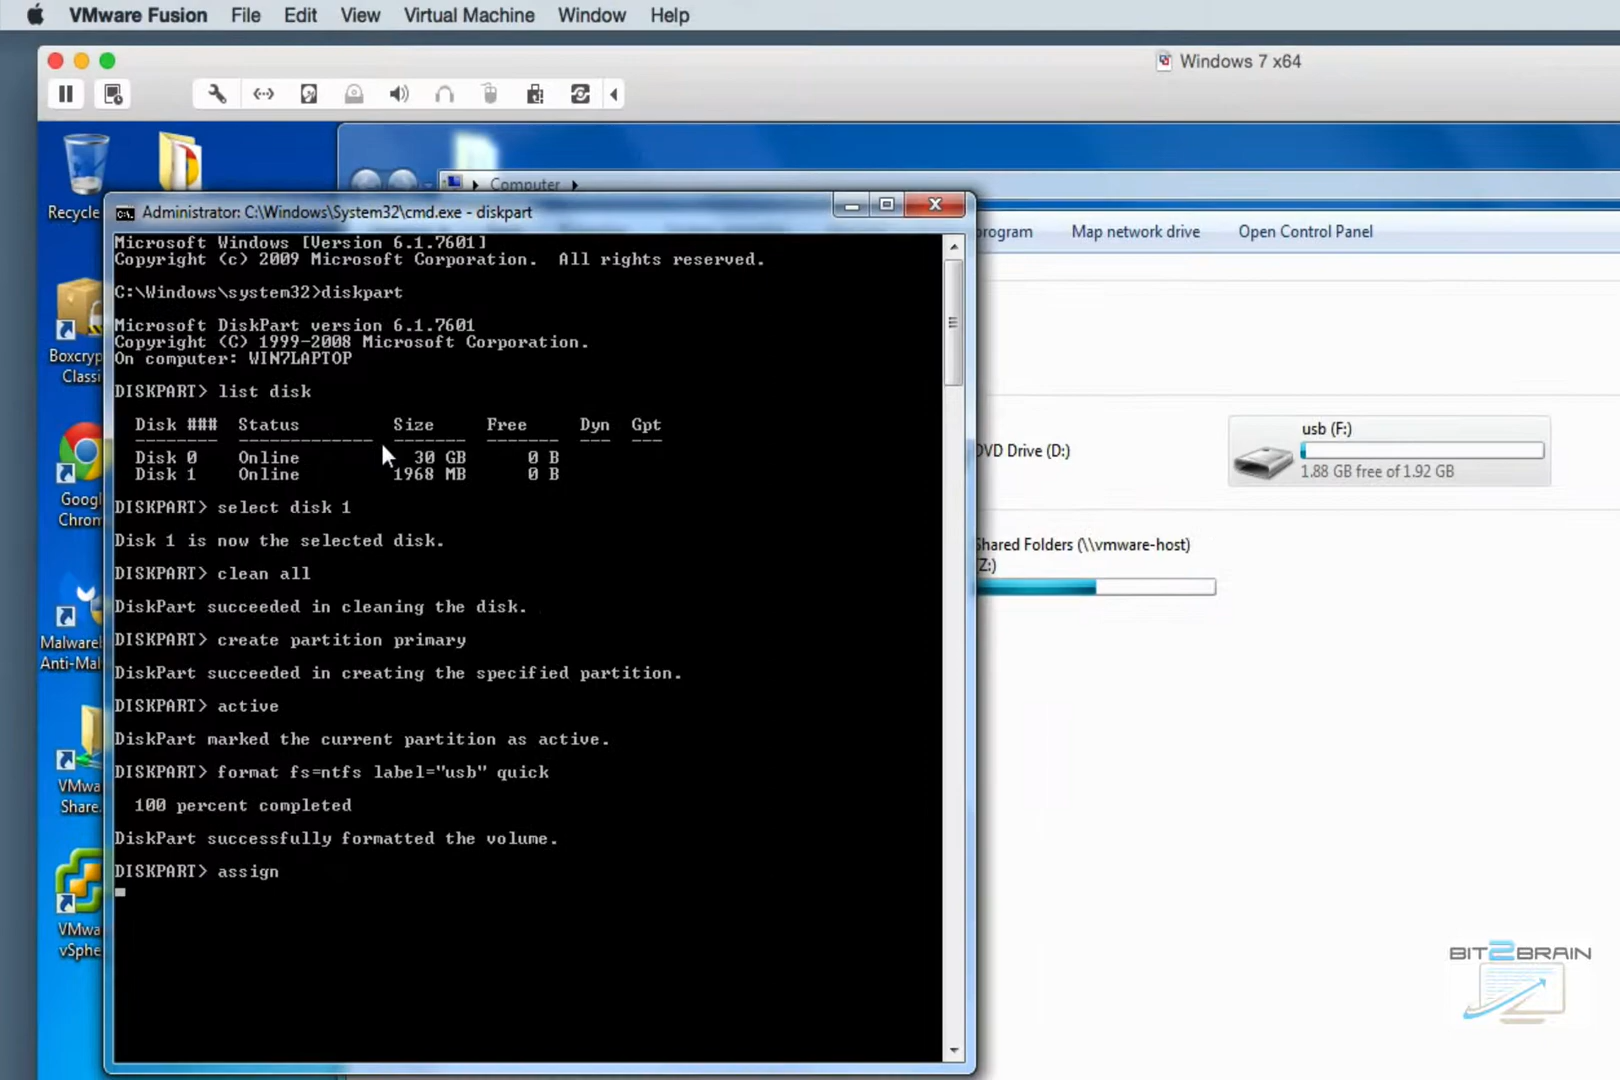 VMware Fusion File Edit View Virtual Machine Window Help
Windows 7 x64
Computer
Recycle
Administrator: C:\Windows\System32\cmd.exe - diskpart
program Map network drive Open Control Panel
Microsoft Windows [Version 6.1.7601]
Copyright (c) 2009 Microsoft Corporation.  All rights reserved.
C:\Windows\system32>diskpart
Microsoft DiskPart version 6.1.7601
Copyright (C) 1999-2008 Microsoft Corporation.
On computer: WIN7LAPTOP
DISKPART> list disk
Disk ### Status Size Free Dyn Gpt
-------- ------------- ------- ------- --- ---
Disk 0 Online 30 GB 0 B
Disk 1 Online 1968 MB 0 B
DISKPART> select disk 1
Disk 1 is now the selected disk.
DISKPART> clean all
DiskPart succeeded in cleaning the disk.
DISKPART> create partition primary
DiskPart succeeded in creating the specified partition.
DISKPART> active
DiskPart marked the current partition as active.
DISKPART> format fs=ntfs label="usb" quick
100 percent completed
DiskPart successfully formatted the volume.
DISKPART> assign
Boxcryp
Classi
Googl
Chrom
Malware
Anti-Mal
VMwa
Share.
VMwa
vSphe
DVD Drive (D:)
usb (F:)
1.88 GB free of 1.92 GB
Shared Folders (\\vmware-host)
Z:)
BIT2BRAIN